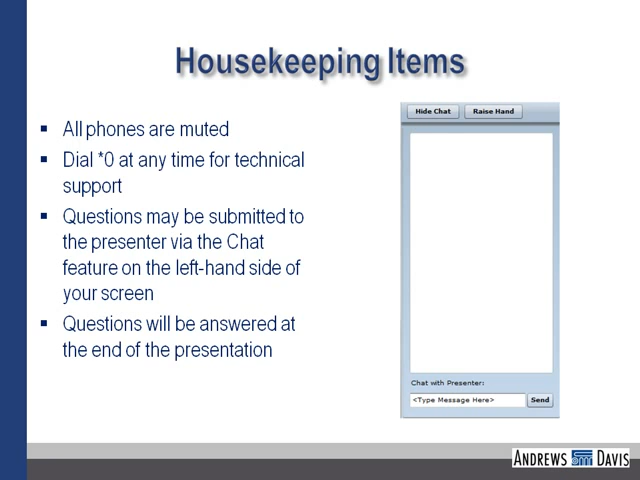 Housekeeping Items
▪ All phones are muted
▪ Dial *0 at any time for technical
support
▪ Questions may be submitted to
the presenter via the Chat
feature on the left-hand side of
your screen
▪ Questions will be answered at
the end of the presentation
Hide Chat Raise Hand
Chat with Presenter:
<Type Message Here> Send
ANDREWS DAVIS